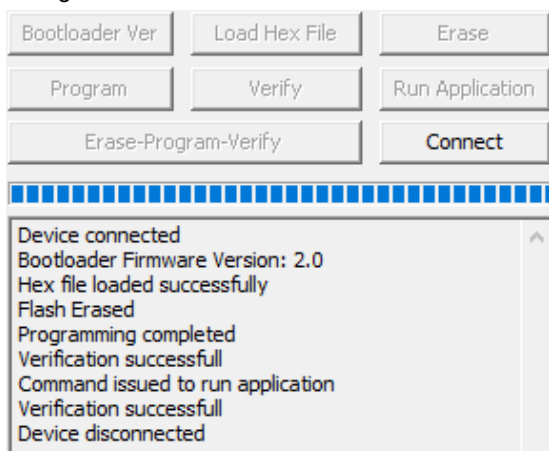 Bootloader Ver Load Hex File Erase
Program Verify Run Application
Erase-Program-Verify Connect
Device connected
Bootloader Firmware Version: 2.0
Hex file loaded successfully
Flash Erased
Programming completed
Verification successfull
Command issued to run application
Verification successfull
Device disconnected